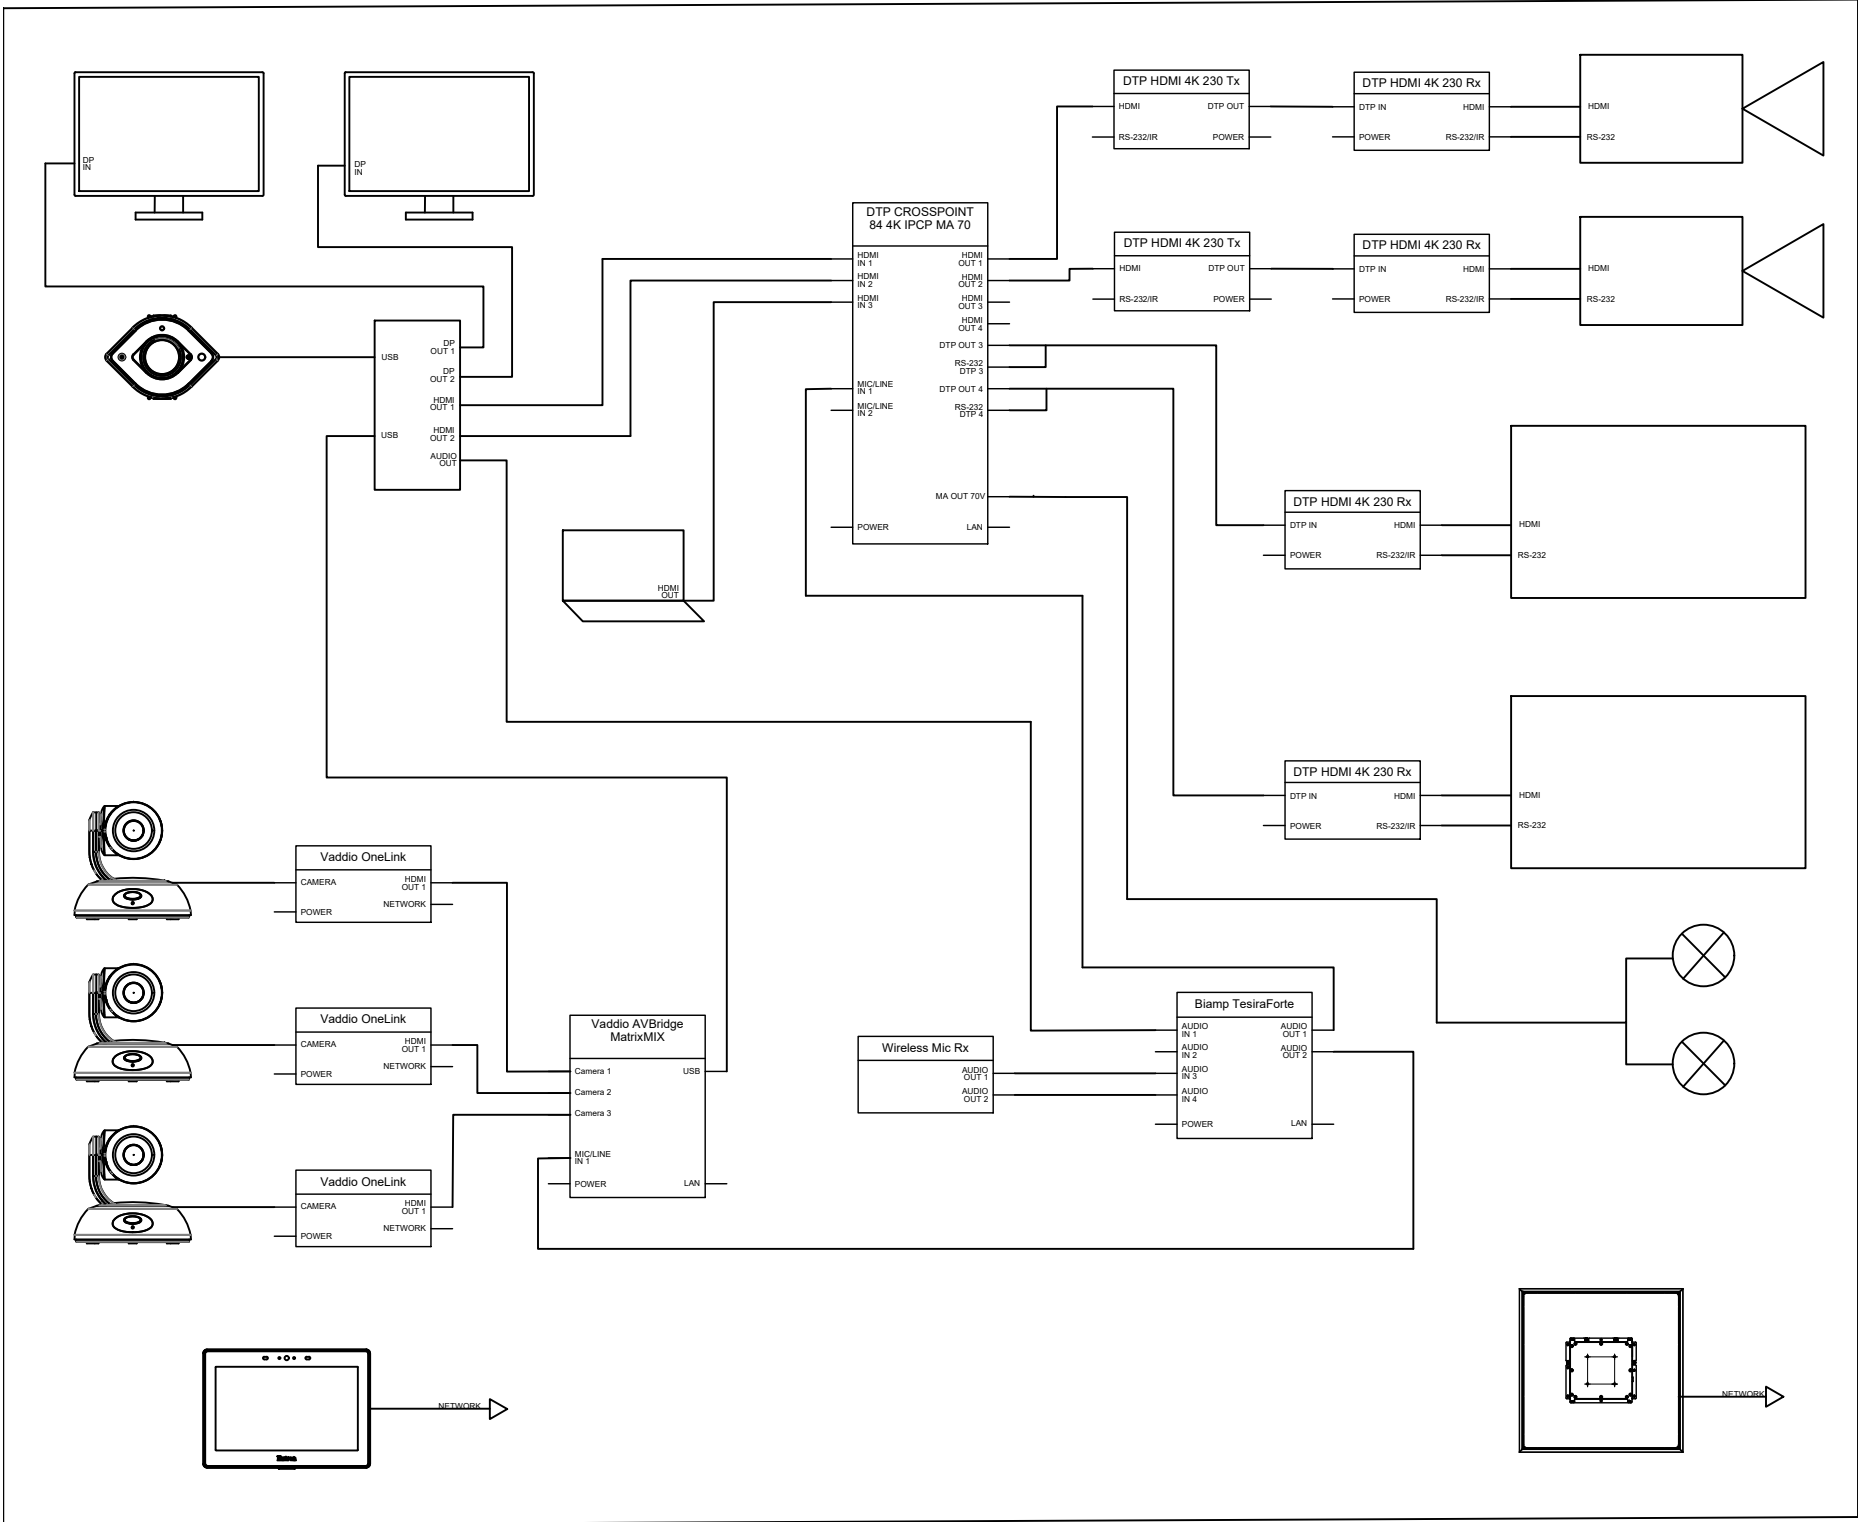 DP
IN
DP
IN
USB
USB
DP
OUT 1
DP
OUT 2
HDMI
OUT 1
HDMI
OUT 2
AUDIO
OUT
HDMI
OUT
DTP CROSSPOINT
84 4K IPCP MA 70
HDMI
IN 1
HDMI
IN 2
HDMI
IN 3
MIC/LINE
IN 1
MIC/LINE
IN 2
POWER
HDMI
OUT 1
HDMI
OUT 2
HDMI
OUT 3
HDMI
OUT 4
DTP OUT 3
RS-232
DTP 3
DTP OUT 4
RS-232
DTP 4
MA OUT 70V
LAN
DTP HDMI 4K 230 Tx
HDMI
DTP OUT
RS-232/IR
POWER
DTP HDMI 4K 230 Rx
DTP IN
HDMI
POWER
RS-232/IR
HDMI
RS-232
DTP HDMI 4K 230 Tx
HDMI
DTP OUT
RS-232/IR
POWER
DTP HDMI 4K 230 Rx
DTP IN
HDMI
POWER
RS-232/IR
HDMI
RS-232
DTP HDMI 4K 230 Rx
DTP IN
HDMI
POWER
RS-232/IR
HDMI
RS-232
DTP HDMI 4K 230 Rx
DTP IN
HDMI
POWER
RS-232/IR
HDMI
RS-232
Vaddio OneLink
CAMERA
HDMI
OUT 1
NETWORK
POWER
Vaddio OneLink
CAMERA
HDMI
OUT 1
NETWORK
POWER
Vaddio OneLink
CAMERA
HDMI
OUT 1
NETWORK
POWER
Vaddio AVBridge
MatrixMIX
Camera 1
USB
Camera 2
Camera 3
MIC/LINE
IN 1
POWER
LAN
Wireless Mic Rx
AUDIO
OUT 1
AUDIO
OUT 2
Biamp TesiraForte
AUDIO
IN 1
AUDIO
IN 2
AUDIO
IN 3
AUDIO
IN 4
POWER
AUDIO
OUT 1
AUDIO
OUT 2
LAN
NETWORK
NETWORK